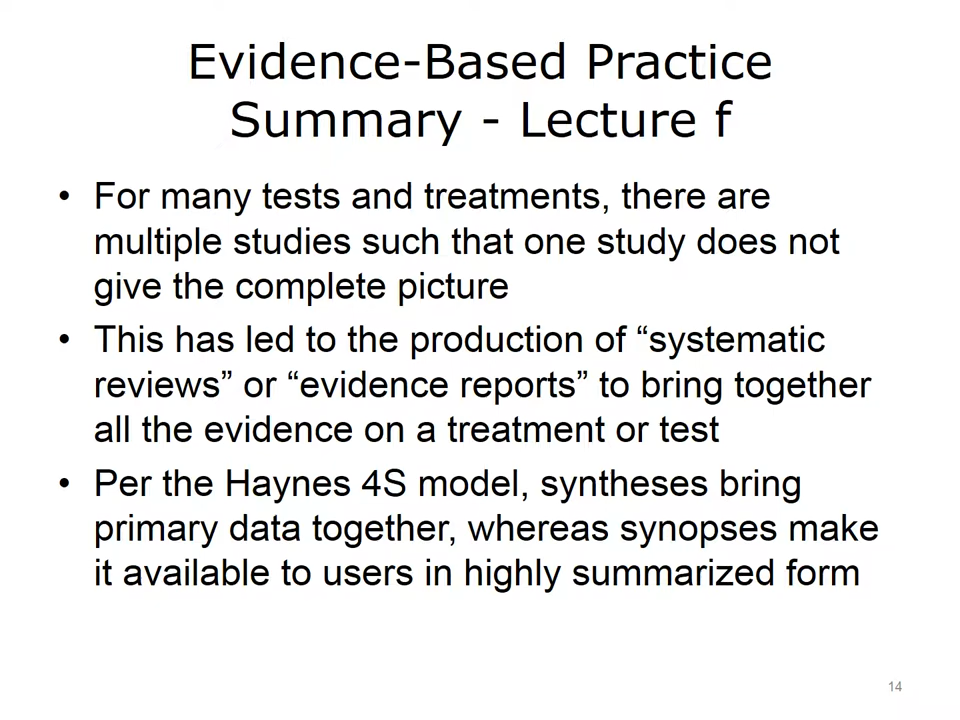 Evidence-Based Practice
Summary - Lecture f
• For many tests and treatments, there are
multiple studies such that one study does not
give the complete picture
• This has led to the production of “systematic
reviews” or “evidence reports” to bring together
all the evidence on a treatment or test
• Per the Haynes 4S model, syntheses bring
primary data together, whereas synopses make
it available to users in highly summarized form
14